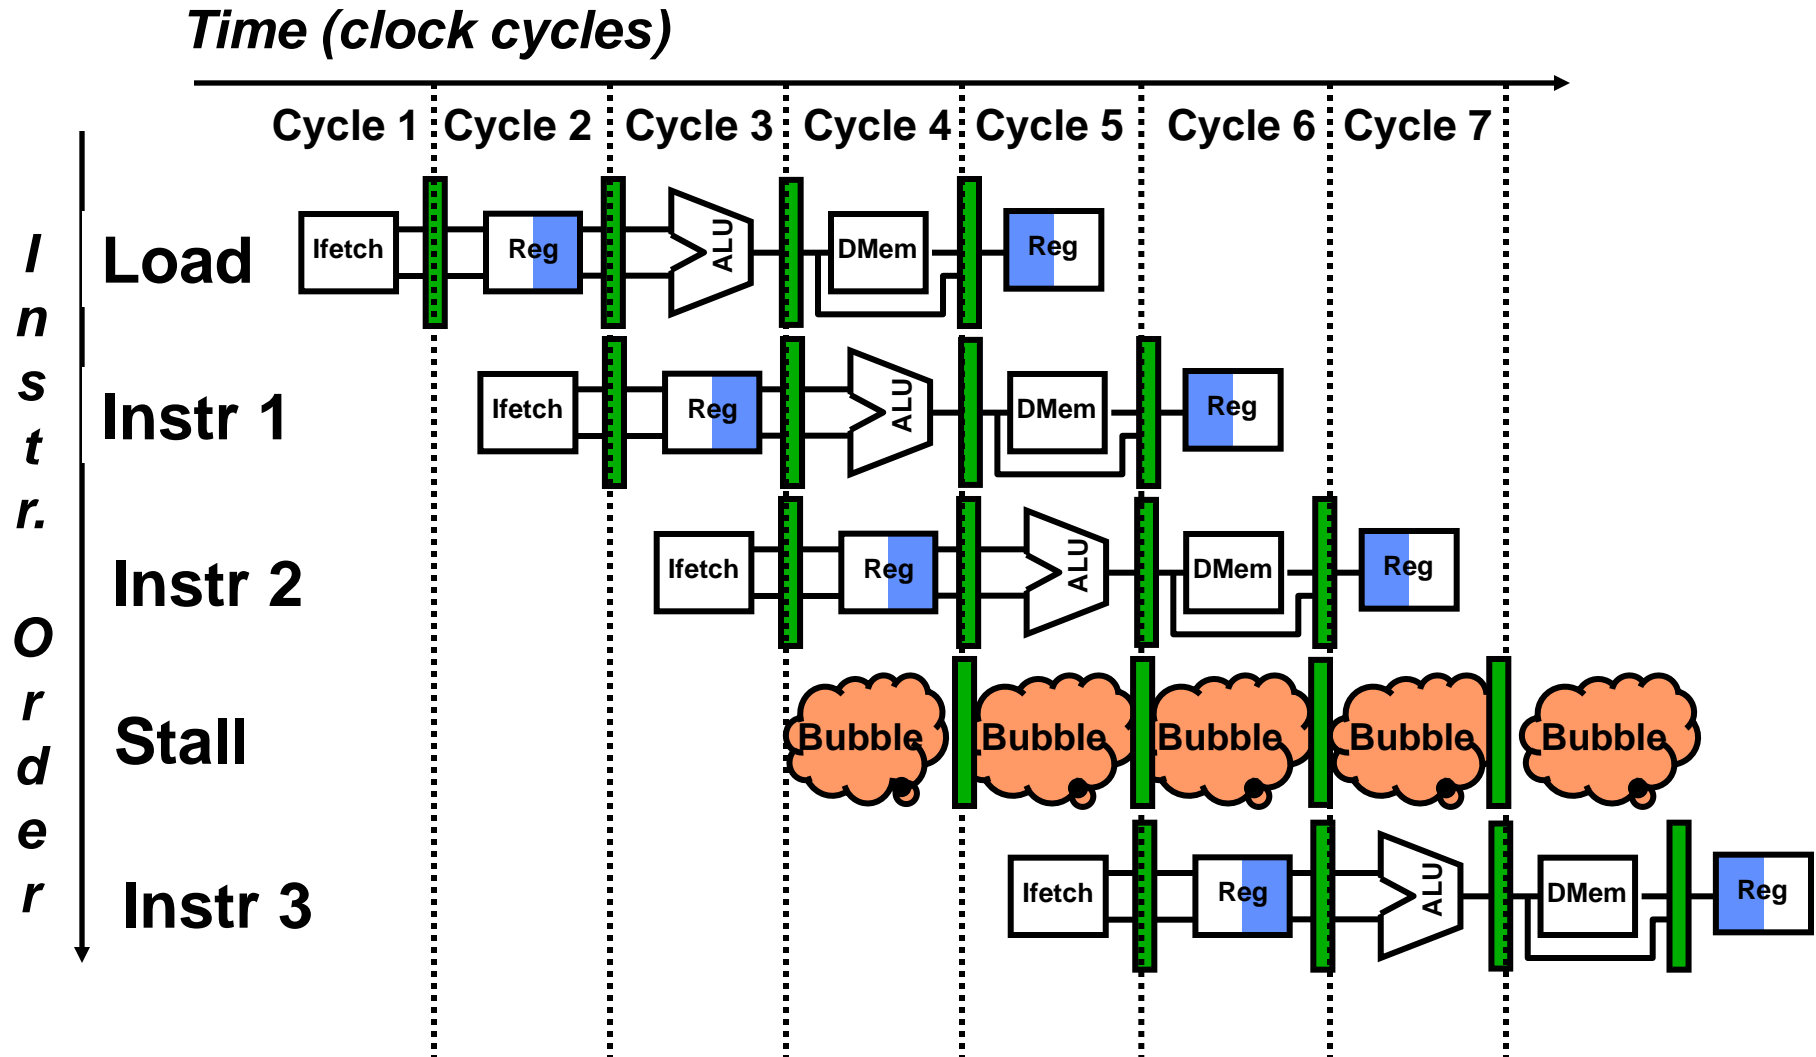 Time (clock cycles)
Cycle 1 Cycle 2 Cycle 3 Cycle 4 Cycle 5 Cycle 6 Cycle 7
Instr. Order
Load Ifetch Reg ALU DMem Reg
Instr 1 Ifetch Reg ALU DMem Reg
Instr 2 Ifetch Reg ALU DMem Reg
Stall Bubble Bubble Bubble Bubble Bubble
Instr 3 Ifetch Reg ALU DMem Reg